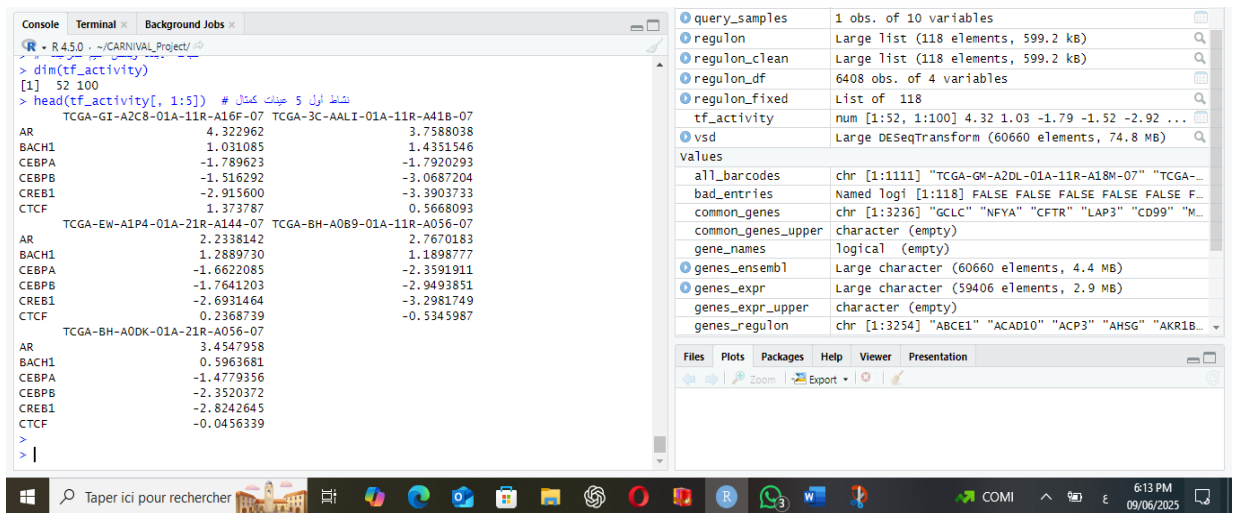 Console Terminal Background Jobs
R 4.5.0 · ~/CARNIVAL_Project/
> dim(tf_activity)
[1] 52 100
> head(tf_activity[, 1:5]) # نشاط أول 5 عينات كمثال
TCGA-GI-A2C8-01A-11R-A16F-07 TCGA-3C-AALI-01A-11R-A41B-07
AR 4.322962 3.7588038
BACH1 1.031085 1.4351546
CEBPA -1.789623 -1.7920293
CEBPB -1.516292 -3.0687204
CREB1 -2.915600 -3.3903733
CTCF 1.373787 0.5668093
TCGA-EW-A1P4-01A-21R-A144-07 TCGA-BH-A0B9-01A-11R-A056-07
AR 2.2338142 2.7670183
BACH1 1.2889730 1.1898777
CEBPA -1.6622085 -2.3591911
CEBPB -1.7641203 -2.9493851
CREB1 -2.6931464 -3.2981749
CTCF 0.2368739 -0.5345987
TCGA-BH-A0DK-01A-21R-A056-07
AR 3.4547958
BACH1 0.5963681
CEBPA -1.4779356
CEBPB -2.3520372
CREB1 -2.8242645
CTCF -0.0456339
>
>
query_samples 1 obs. of 10 variables
regulon Large list (118 elements, 599.2 kB)
regulon_clean Large list (118 elements, 599.2 kB)
regulon_df 6408 obs. of 4 variables
regulon_fixed List of 118
tf_activity num [1:52, 1:100] 4.32 1.03 -1.79 -1.52 -2.92 ...
vsd Large DESeqTransform (60660 elements, 74.8 MB)
Values
all_barcodes chr [1:1111] "TCGA-GM-A2DL-01A-11R-A18M-07" "TCGA-…
bad_entries Named logi [1:118] FALSE FALSE FALSE FALSE FALSE F…
common_genes chr [1:3236] "GCLC" "NFYA" "CFTR" "LAP3" "CD99" "M…
common_genes_upper character (empty)
gene_names logical (empty)
genes_ensembl Large character (60660 elements, 4.4 MB)
genes_expr Large character (59406 elements, 2.9 MB)
genes_expr_upper character (empty)
genes_regulon chr [1:3254] "ABCE1" "ACAD10" "ACP3" "AHSG" "AKR1B…
Files Plots Packages Help Viewer Presentation
Zoom Export
Taper ici pour rechercher
3
COMI
ع
6:13 PM
09/06/2025